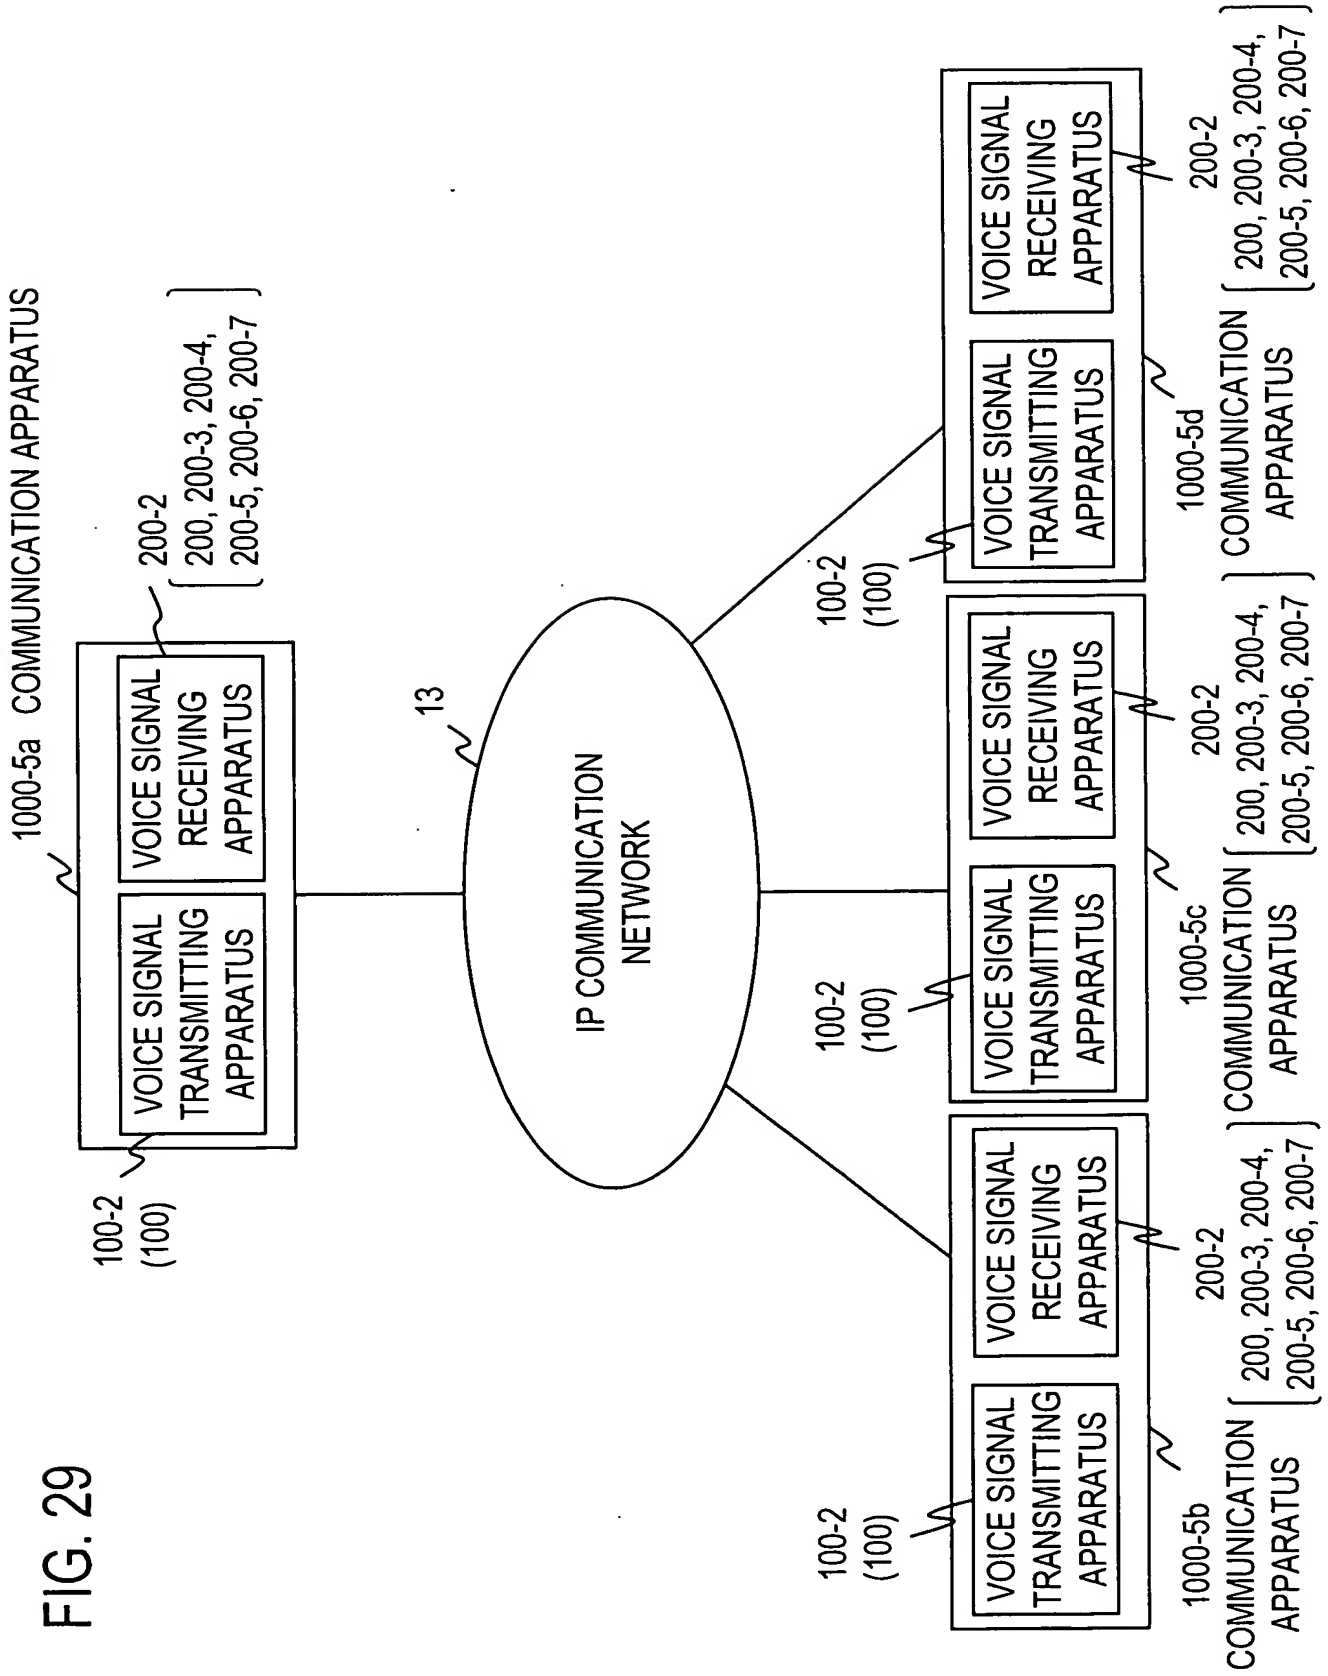 FIG. 29
1000-5a COMMUNICATION APPARATUS
100-2
(100)
VOICE SIGNAL
TRANSMITTING
APPARATUS
VOICE SIGNAL
RECEIVING
APPARATUS
200-2
200, 200-3, 200-4,
200-5, 200-6, 200-7
13
IP COMMUNICATION
NETWORK
100-2
(100)
VOICE SIGNAL
TRANSMITTING
APPARATUS
VOICE SIGNAL
RECEIVING
APPARATUS
1000-5b
COMMUNICATION
APPARATUS
200-2
200, 200-3, 200-4,
200-5, 200-6, 200-7
100-2
(100)
VOICE SIGNAL
TRANSMITTING
APPARATUS
VOICE SIGNAL
RECEIVING
APPARATUS
1000-5c
COMMUNICATION
APPARATUS
200-2
200, 200-3, 200-4,
200-5, 200-6, 200-7
100-2
(100)
VOICE SIGNAL
TRANSMITTING
APPARATUS
VOICE SIGNAL
RECEIVING
APPARATUS
1000-5d
COMMUNICATION
APPARATUS
200-2
200, 200-3, 200-4,
200-5, 200-6, 200-7